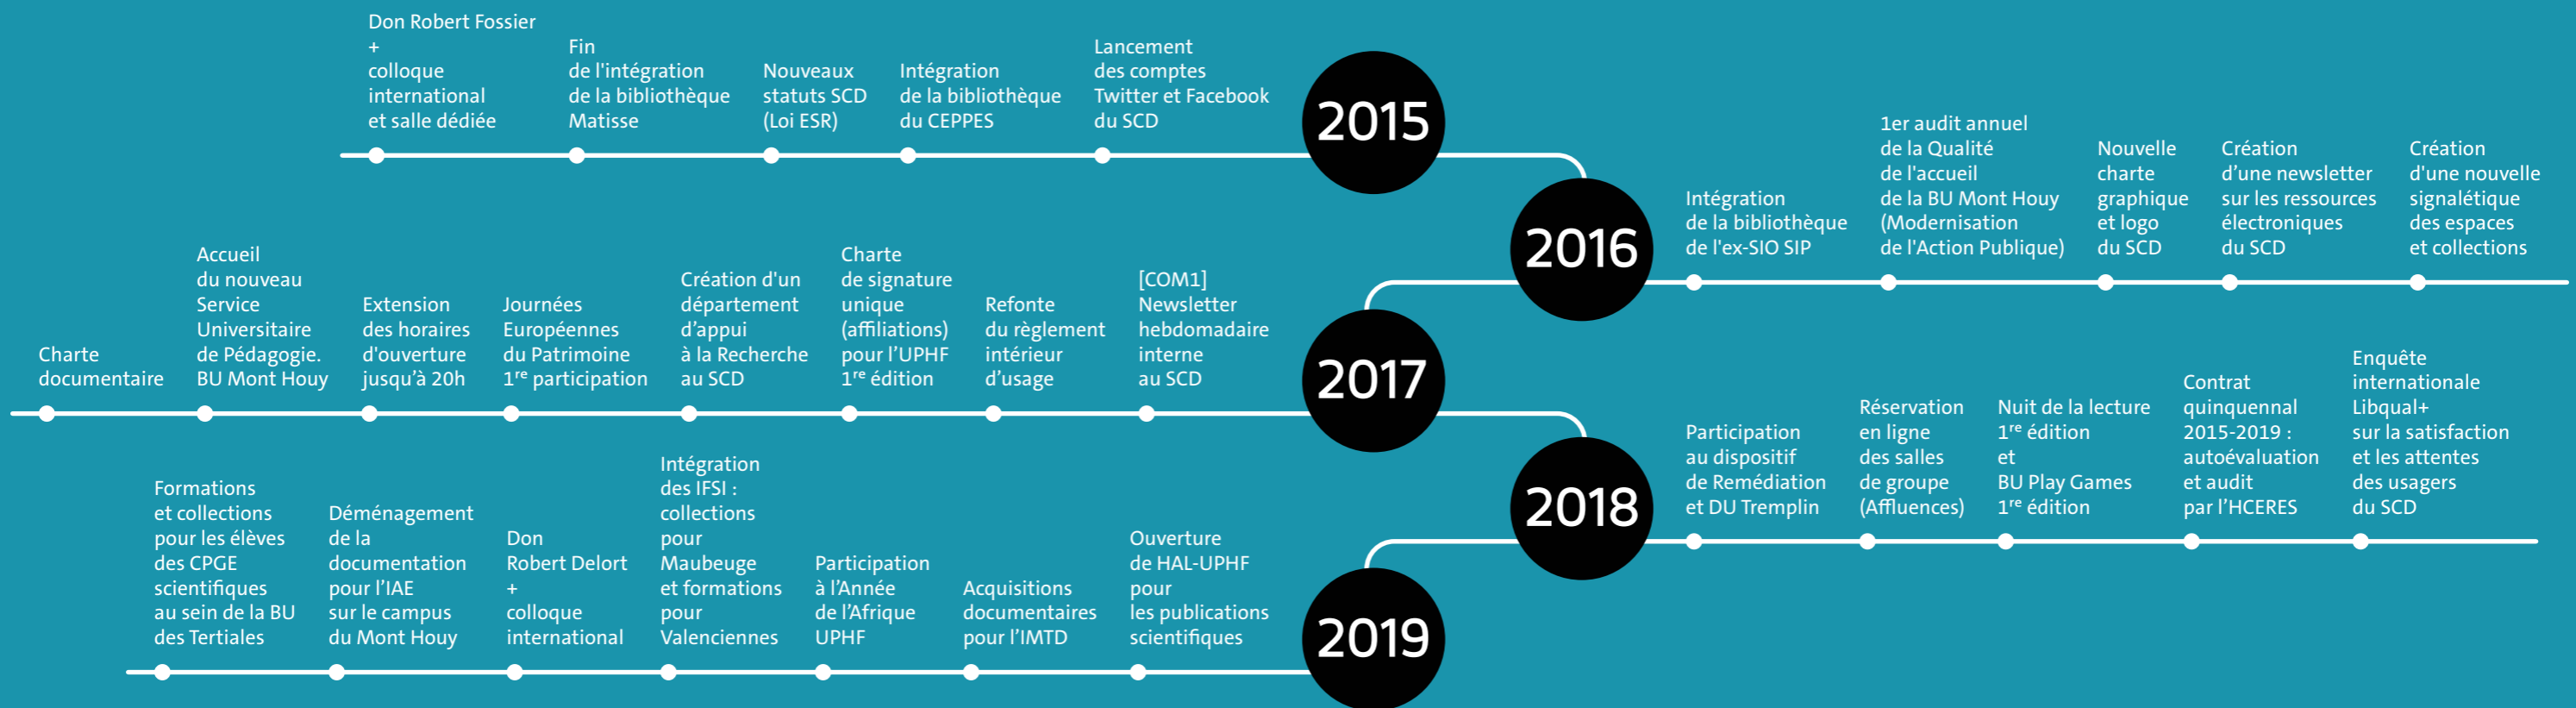 Don Robert Fossier
+
colloque
international
et salle dédiée
Fin
de l'intégration
de la bibliothèque
Matisse
Nouveaux
statuts SCD
(Loi ESR)
Intégration
de la bibliothèque
du CEPPES
Lancement
des comptes
Twitter et Facebook
du SCD
2015
2016
Intégration
de la bibliothèque
de l'ex-SIO SIP
1er audit annuel
de la Qualité
de l'accueil
de la BU Mont Houy
(Modernisation
de l'Action Publique)
Nouvelle
charte
graphique
et logo
du SCD
Création
d’une newsletter
sur les ressources
électroniques
du SCD
Création
d'une nouvelle
signalétique
des espaces
et collections
Charte
documentaire
Accueil
du nouveau
Service
Universitaire
de Pédagogie.
BU Mont Houy
Extension
des horaires
d'ouverture
jusqu’à 20h
Journées
Européennes
du Patrimoine
1re participation
Création d'un
département
d’appui
à la Recherche
au SCD
Charte
de signature
unique
(affiliations)
pour l’UPHF
1re édition
Refonte
du règlement
intérieur
d’usage
[COM1]
Newsletter
hebdomadaire
interne
au SCD
2017
2018
Participation
au dispositif
de Remédiation
et DU Tremplin
Réservation
en ligne
des salles
de groupe
(Affluences)
Nuit de la lecture
1re édition
et
BU Play Games
1re édition
Contrat
quinquennal
2015-2019 :
autoévaluation
et audit
par l’HCERES
Enquête
internationale
Libqual+
sur la satisfaction
et les attentes
des usagers
du SCD
Formations
et collections
pour les élèves
des CPGE
scientifiques
au sein de la BU
des Tertiales
Déménagement
de la
documentation
pour l’IAE
sur le campus
du Mont Houy
Don
Robert Delort
+
colloque
international
Intégration
des IFSI :
collections
pour
Maubeuge
et formations
pour
Valenciennes
Participation
à l’Année
de l’Afrique
UPHF
Acquisitions
documentaires
pour l’IMTD
Ouverture
de HAL-UPHF
pour
les publications
scientifiques
2019